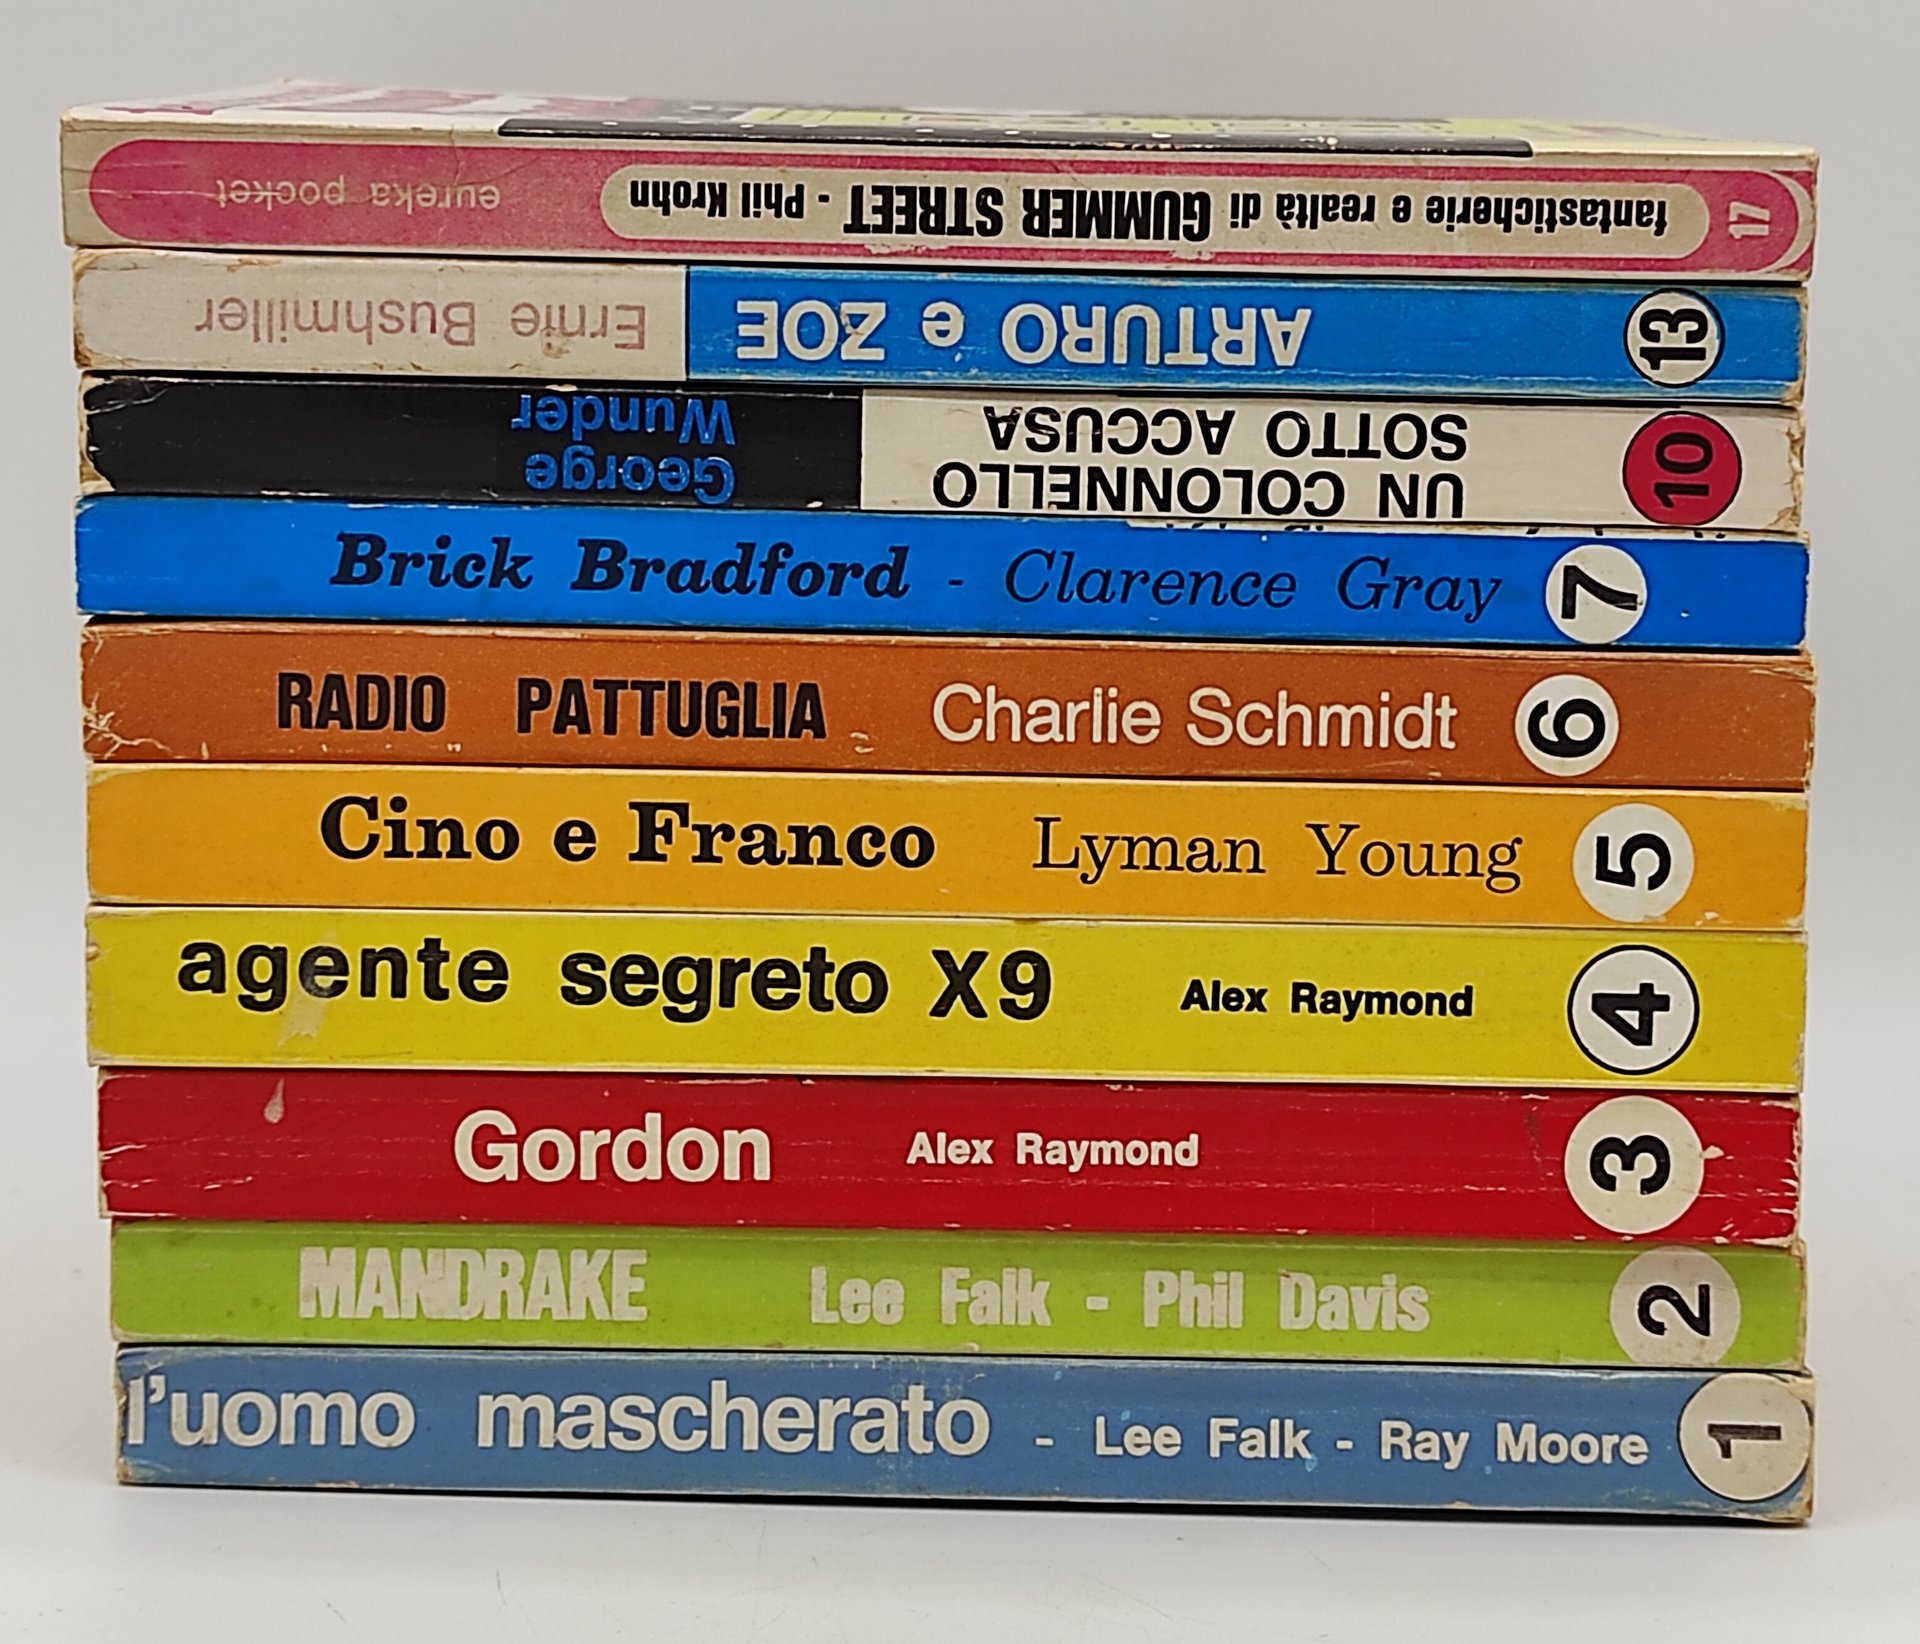 17 fantasticherie e realtà di GUMMER STREET - Phil Krohn eureka pocket
13 ARTURO e ZOE Ernie Bushmiller
10 UN COLONNELLO
SOTTO ACCUSA
George
Wunder
Brick Bradford - Clarence Gray 7
RADIO PATTUGLIA Charlie Schmidt 6
Cino e Franco Lyman Young 5
agente segreto X9 Alex Raymond 4
Gordon Alex Raymond 3
MANDRAKE Lee Falk - Phil Davis 2
l'uomo mascherato - Lee Falk - Ray Moore 1